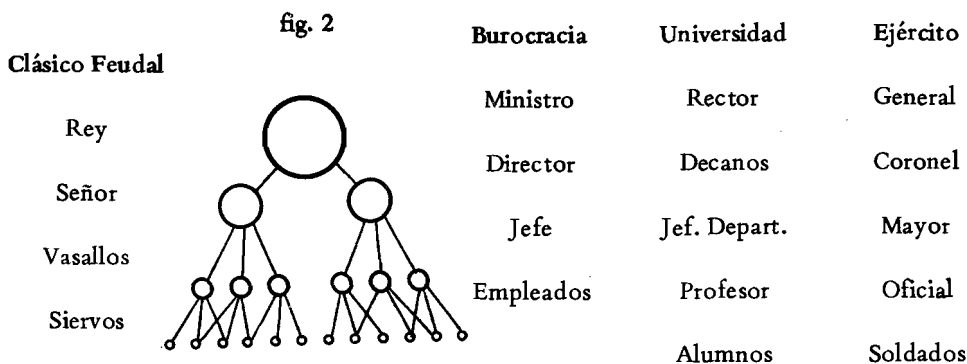 fig. 2
Clásico Feudal
Rey
Señor
Vasallos
Siervos
Burocracia
Ministro
Director
Jefe
Empleados
Universidad
Rector
Decanos
Jef. Depart.
Profesor
Alumnos
Ejército
General
Coronel
Mayor
Oficial
Soldados